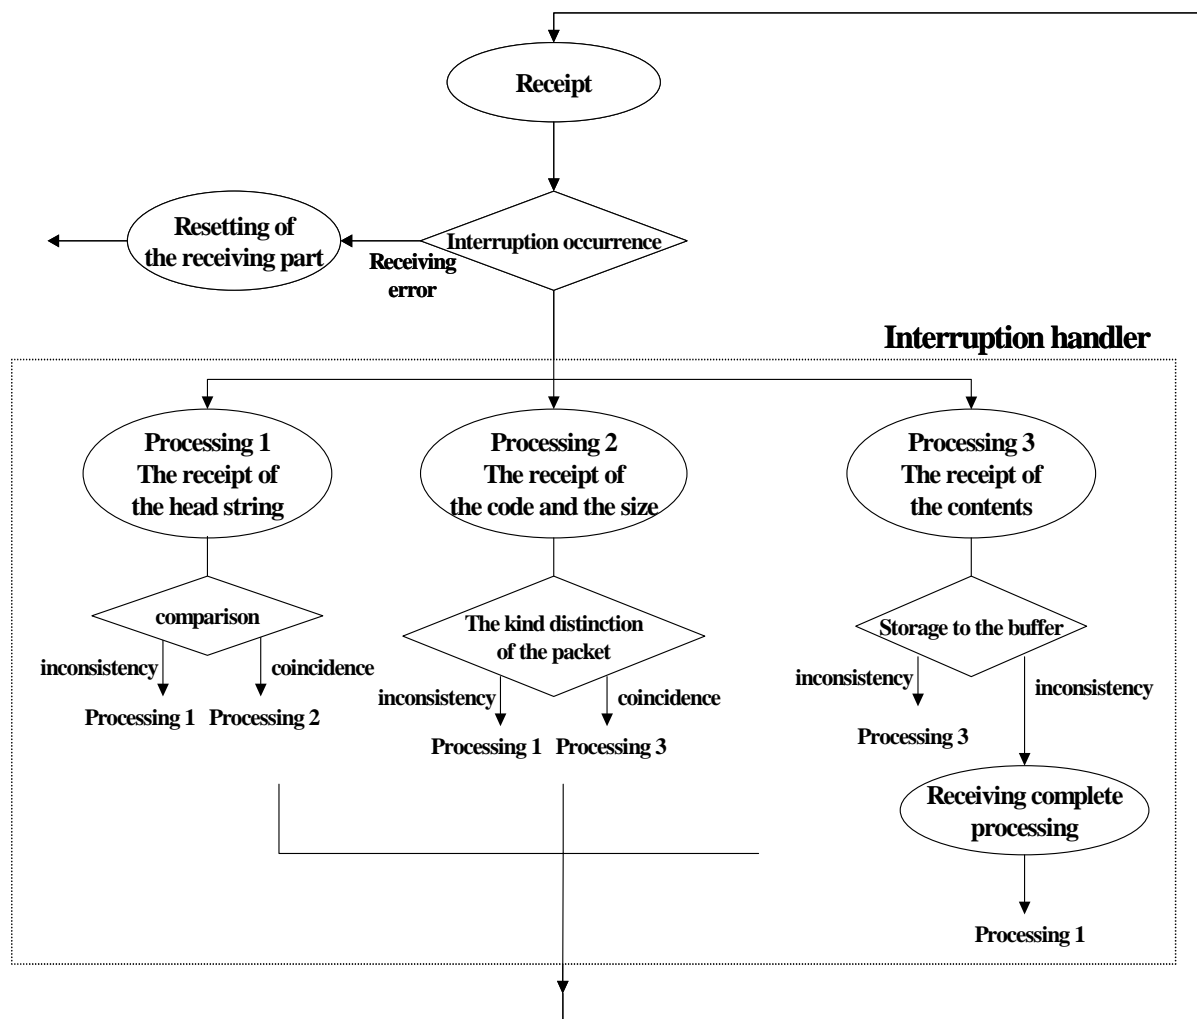 Receipt
Resetting of
the receiving part
Interruption occurrence
Receiving
error
Interruption handler
Processing 1
The receipt of
the head string
Processing 2
The receipt of
the code and the size
Processing 3
The receipt of
the contents
comparison
The kind distinction
of the packet
Storage to the buffer
inconsistency
coincidence
inconsistency
coincidence
inconsistency
inconsistency
Processing 1
Processing 2
Processing 1
Processing 3
Processing 3
Receiving complete
processing
Processing 1